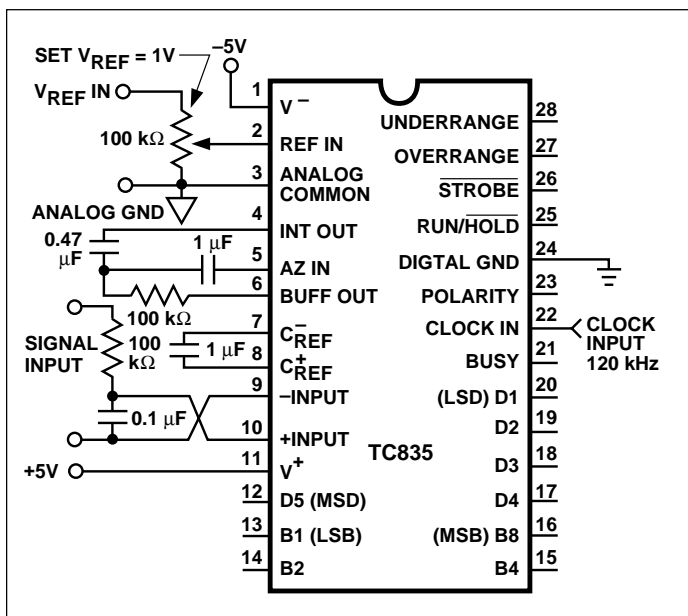 SET VREF = 1V
–5V
VREF IN
100 kΩ
ANALOG GND
0.47
µF
1 µF
100 kΩ
SIGNAL
INPUT
100
kΩ
1 µF
0.1 µF
+5V
1 V–
2 REF IN
3 ANALOG
COMMON
4 INT OUT
5 AZ IN
6 BUFF OUT
7 C–REF
8 C+REF
9 –INPUT
10 +INPUT
11 V+
12 D5 (MSD)
13 B1 (LSB)
14 B2
TC835
UNDERRANGE 28
OVERRANGE 27
STROBE 26
RUN/HOLD 25
DIGTAL GND 24
POLARITY 23
CLOCK IN 22
BUSY 21
(LSD) D1 20
D2 19
D3 18
D4 17
(MSB) B8 16
B4 15
CLOCK
INPUT
120 kHz